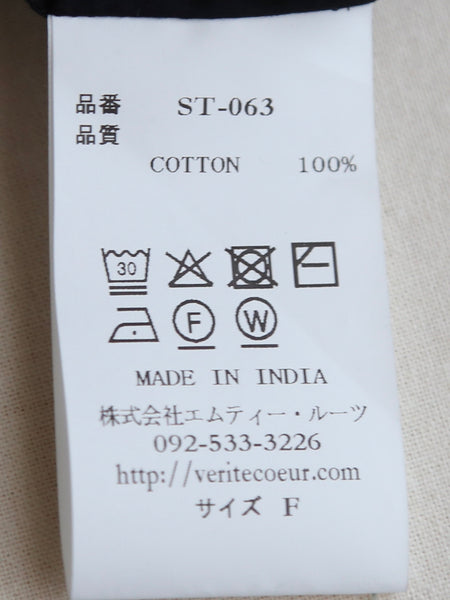 品番 ST-063
品質
COTTON 100%
30
F W
MADE IN INDIA
株式会社エムティー・ルーツ
092-533-3226
http://veritecoeur.com
サイズ F